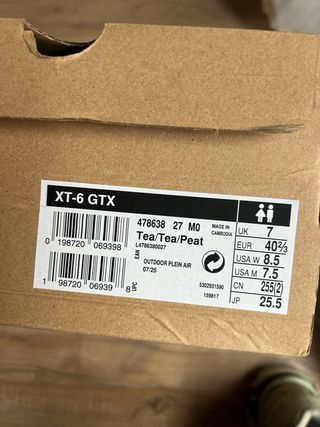 XT-6 GTX
478638 27 M0
MADE IN
CAMBODIA
Tea/Tea/Peat
L4786380027
0 198720 069398
EAN
OUTDOOR PLEIN AIR
07/25
1 98720 06939 8
UPC
5302931590
159817
UK 7
EUR 40⅔
USA W 8.5
USA M 7.5
CN 255(2)
JP 25.5